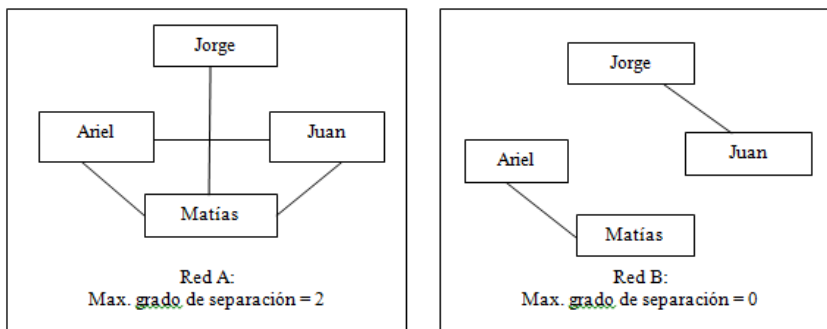 Jorge
Ariel
Juan
Matías
Red A:
Max. grado de separación = 2
Jorge
Juan
Ariel
Matías
Red B:
Max. grado de separación = 0